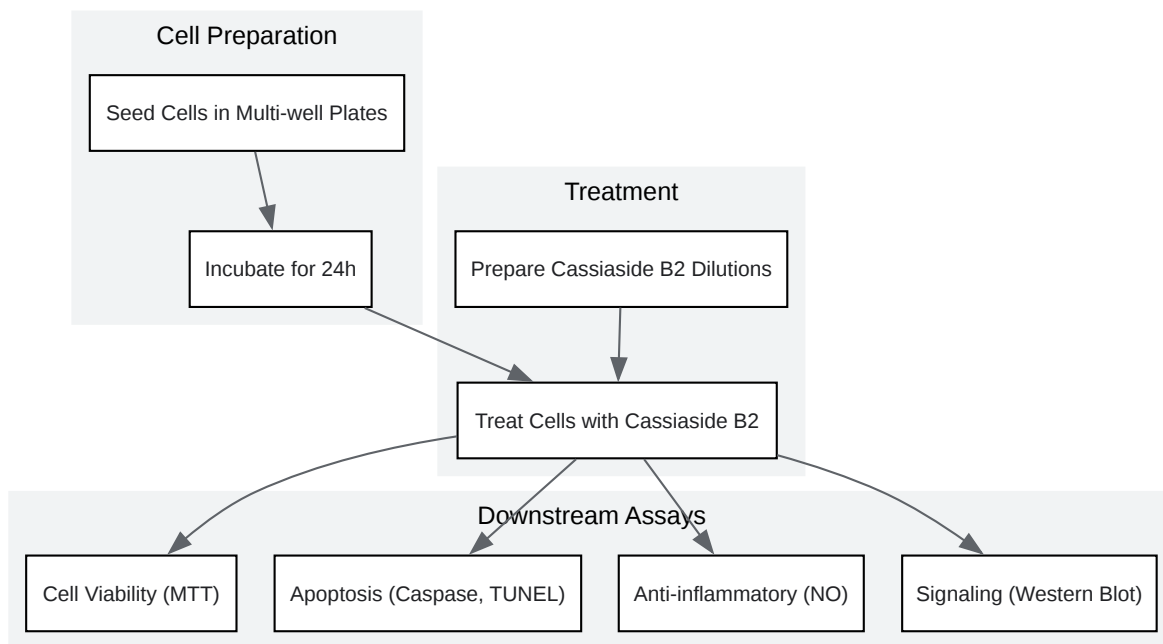 Cell Preparation
Seed Cells in Multi-well Plates
Incubate for 24h
Treatment
Prepare Cassiaside B2 Dilutions
Treat Cells with Cassiaside B2
Downstream Assays
Cell Viability (MTT)
Apoptosis (Caspase, TUNEL)
Anti-inflammatory (NO)
Signaling (Western Blot)